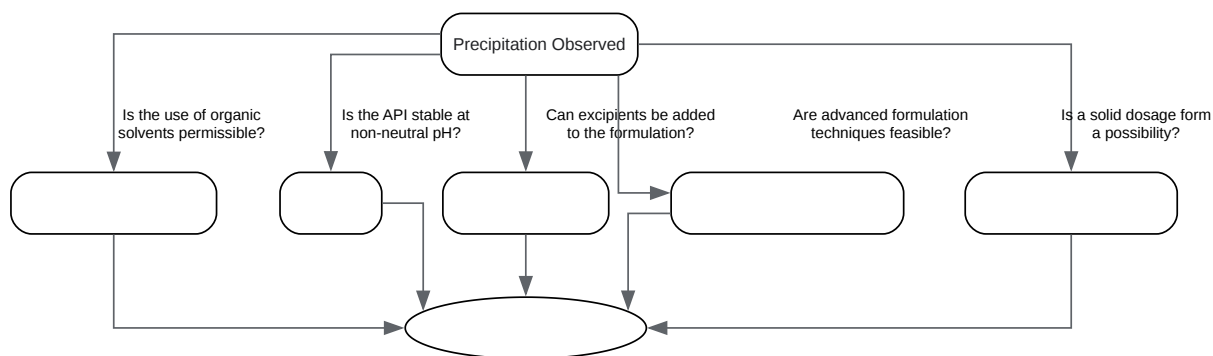 Precipitation Observed
Is the use of organic
solvents permissible?
Is the API stable at
non-neutral pH?
Can excipients be added
to the formulation?
Are advanced formulation
techniques feasible?
Is a solid dosage form
a possibility?